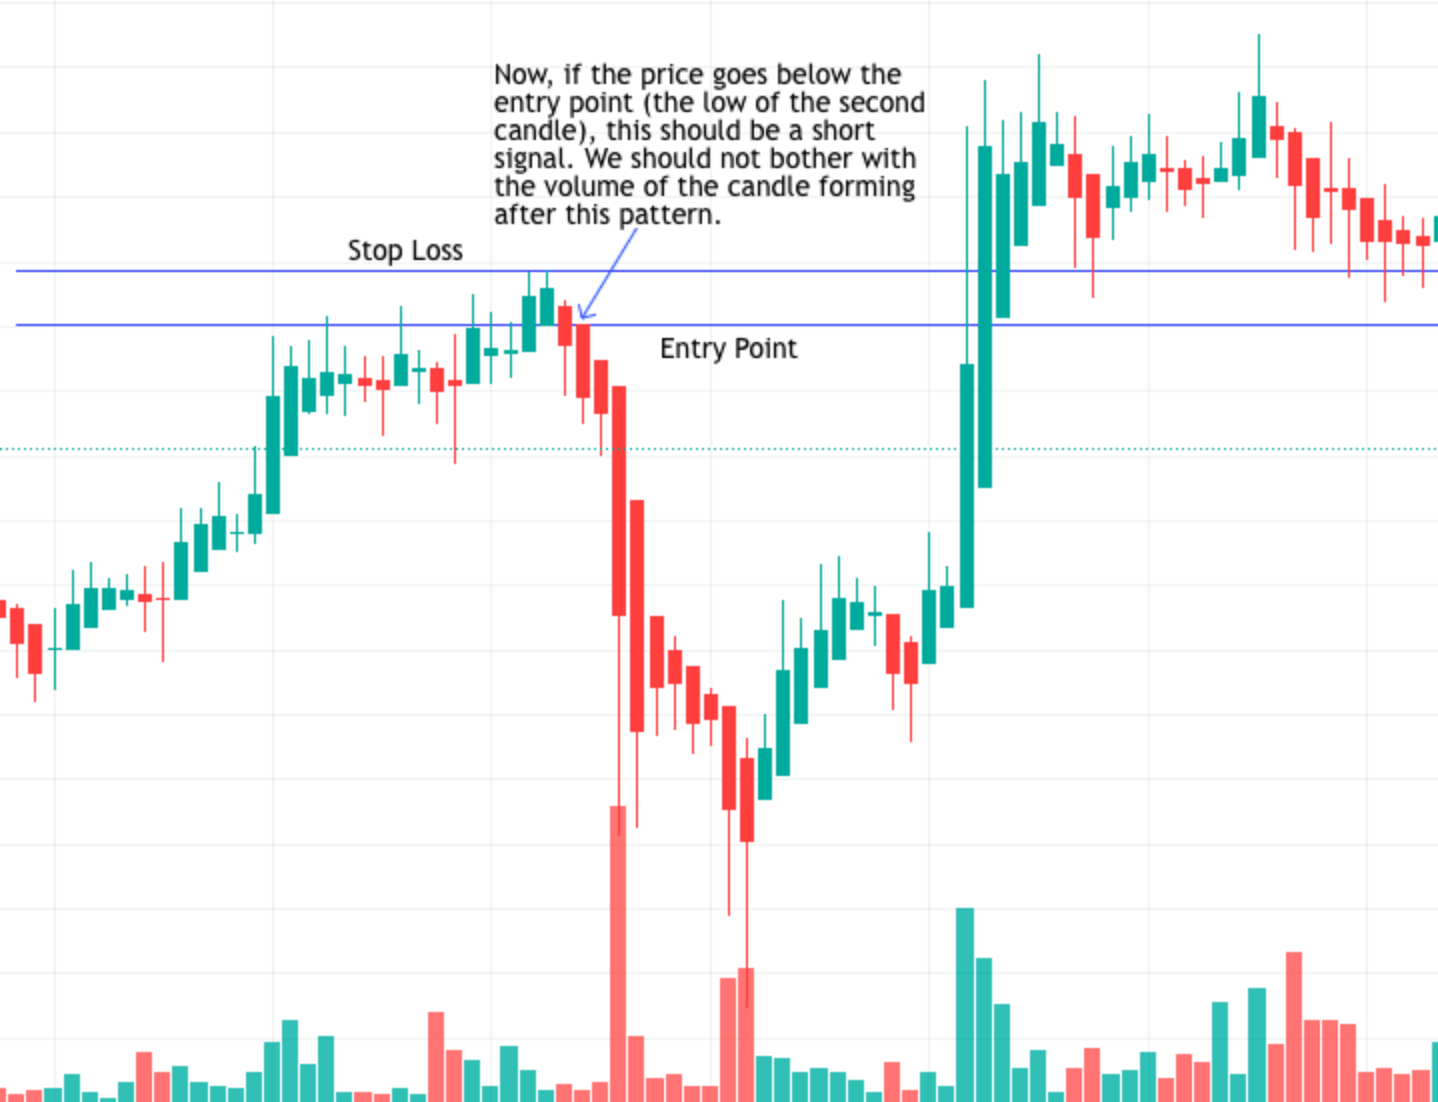 Now, if the price goes below the
entry point (the low of the second
candle), this should be a short
signal. We should not bother with
the volume of the candle forming
after this pattern.
Stop Loss
Entry Point